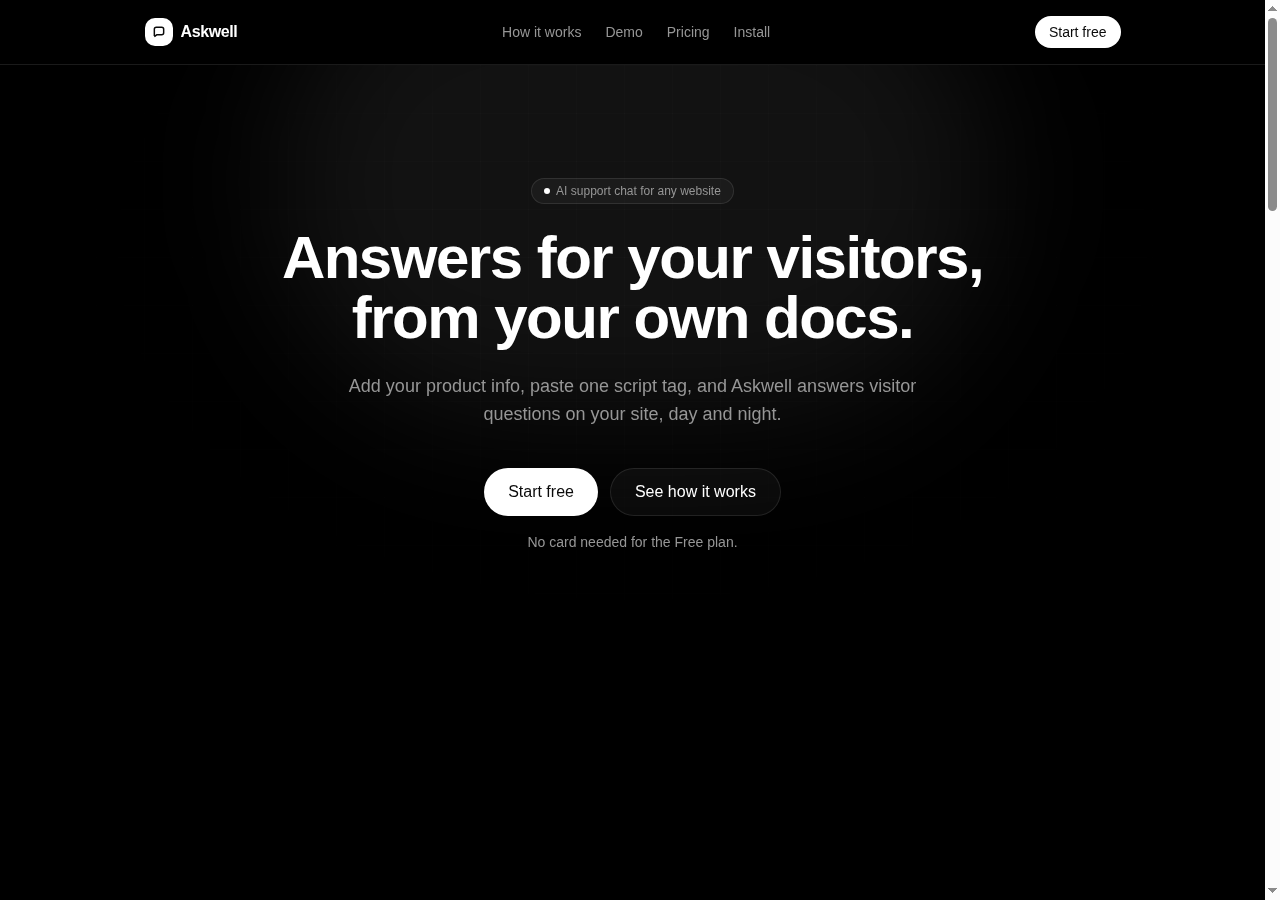 Askwell
How it works
Demo
Pricing
Install
Start free
AI support chat for any website
Answers for your visitors,
from your own docs.
Add your product info, paste one script tag, and Askwell answers visitor
questions on your site, day and night.
Start free
See how it works
No card needed for the Free plan.